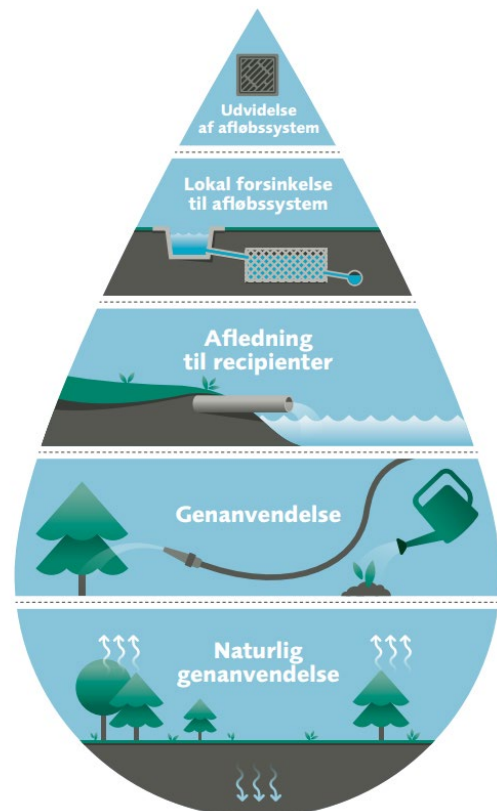 Udvidelse
af afløbssystem
Lokal forsinkelse
til afløbssystem
Afledning
til recipienter
Genanvendelse
Naturlig
genanvendelse